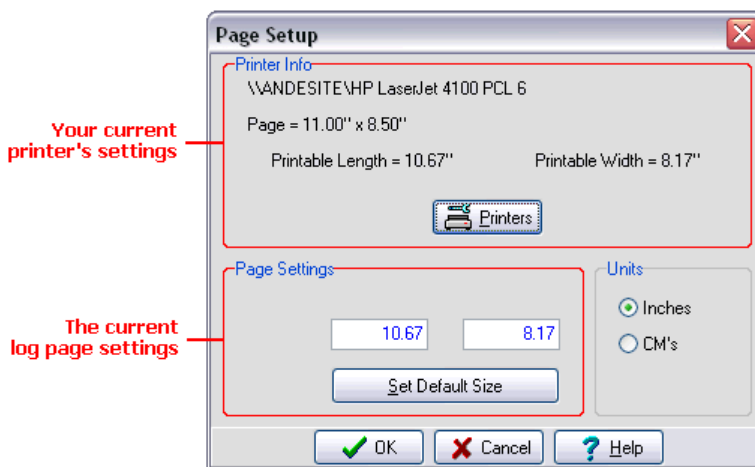 Page Setup
Printer Info
\\ANDESITE\HP LaserJet 4100 PCL 6
Page = 11.00" x 8.50"
Your current
printer's settings
Printable Length = 10.67" Printable Width = 8.17"
Printers
Page Settings
Units
Inches
The current
log page settings
10.67 8.17
CM's
Set Default Size
OK Cancel ? Help